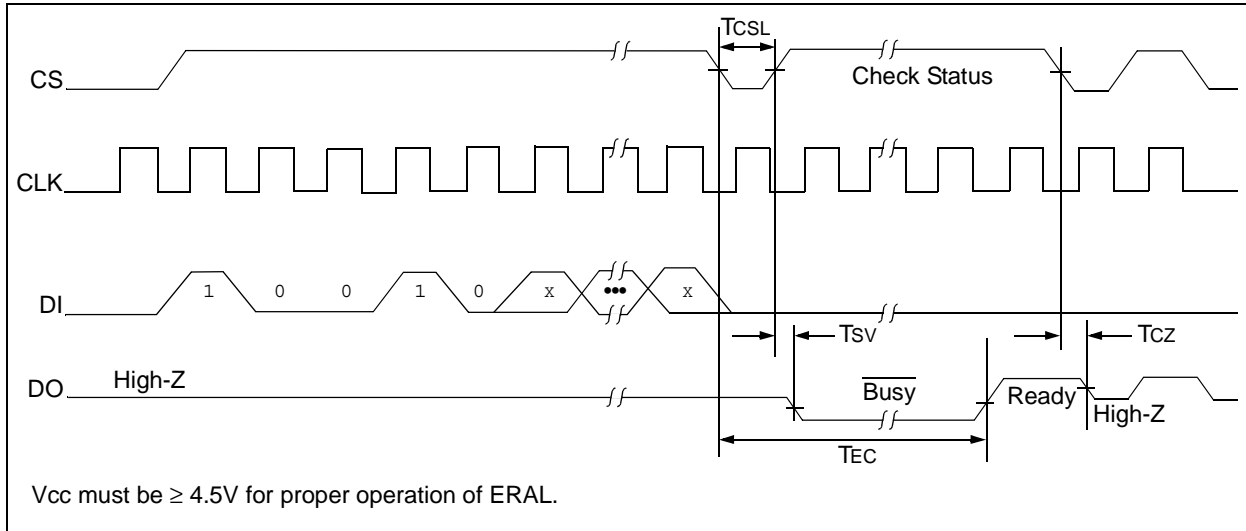 TCSL
CS
Check Status
CLK
DI 1 0 0 1 0 x ••• x
TSV
TCZ
DO High-Z Busy Ready High-Z
TEC
Vcc must be ≥ 4.5V for proper operation of ERAL.